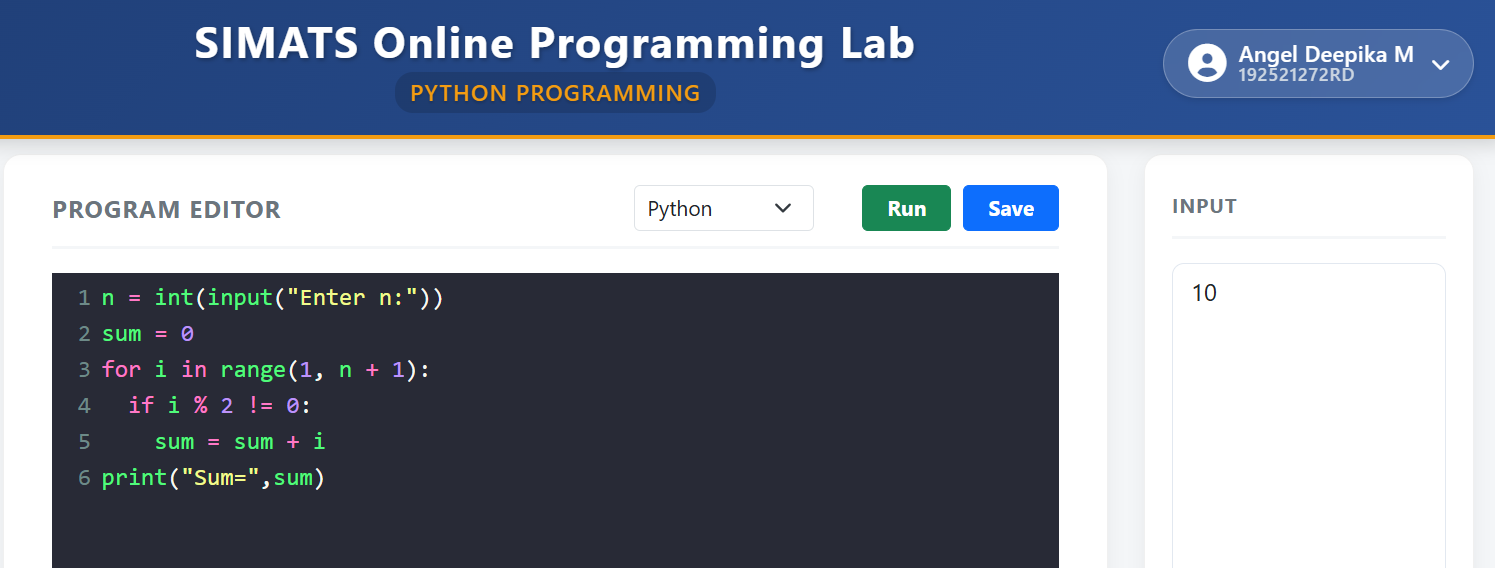 SIMATS Online Programming Lab
PYTHON PROGRAMMING
Angel Deepika M
192521272RD
PROGRAM EDITOR
Python
Run
Save
1 n = int(input("Enter n:"))
2 sum = 0
3 for i in range(1, n + 1):
4   if i % 2 != 0:
5     sum = sum + i
6 print("Sum=",sum)
INPUT
10